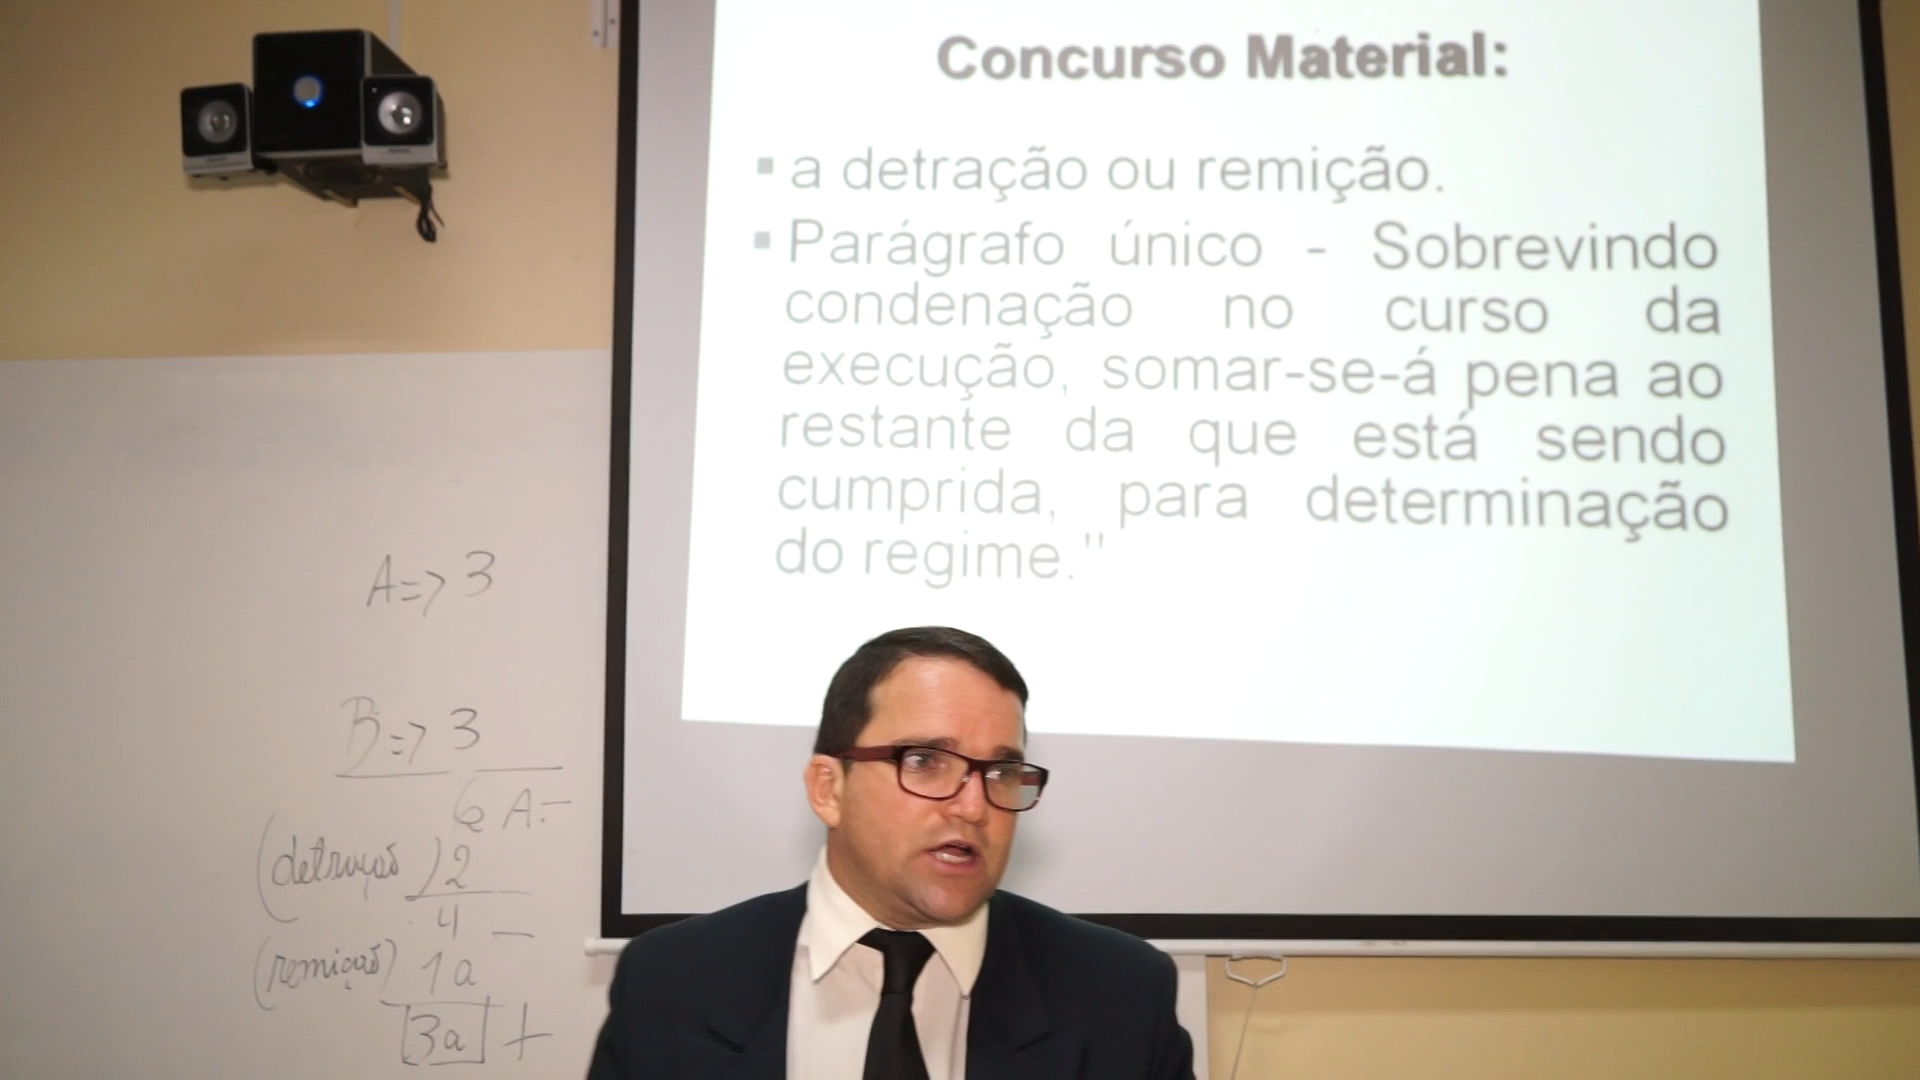 Concurso Material:
▪ a detração ou remição.
▪ Parágrafo único - Sobrevindo
condenação no curso da
execução, somar-se-á pena ao
restante da que está sendo
cumprida, para determinação
do regime."
A=> 3
B=> 3
6 A.-
(detração) 2
4 -
(remição) 1a
3a +